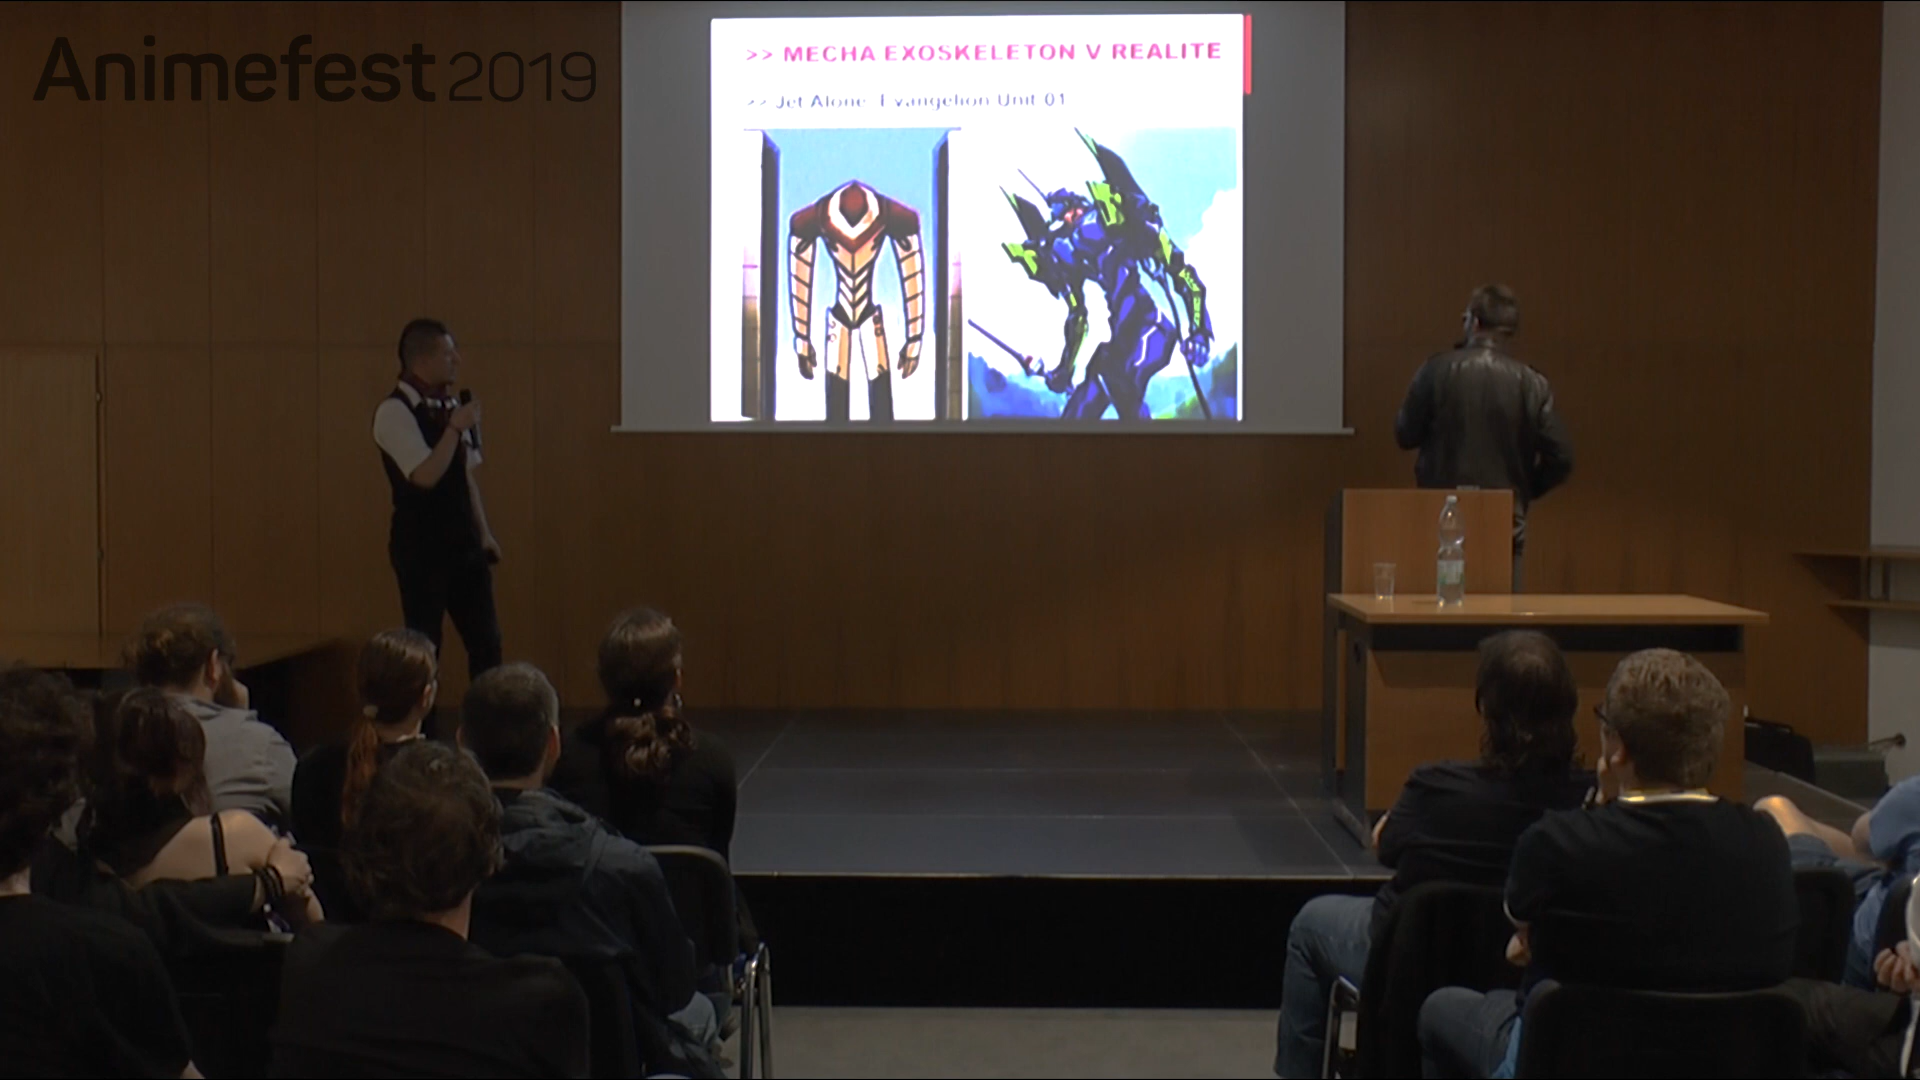 Animefest 2019
>> MECHA EXOSKELETON V REALITE
>> Jet Alone, Evangelion Unit 01